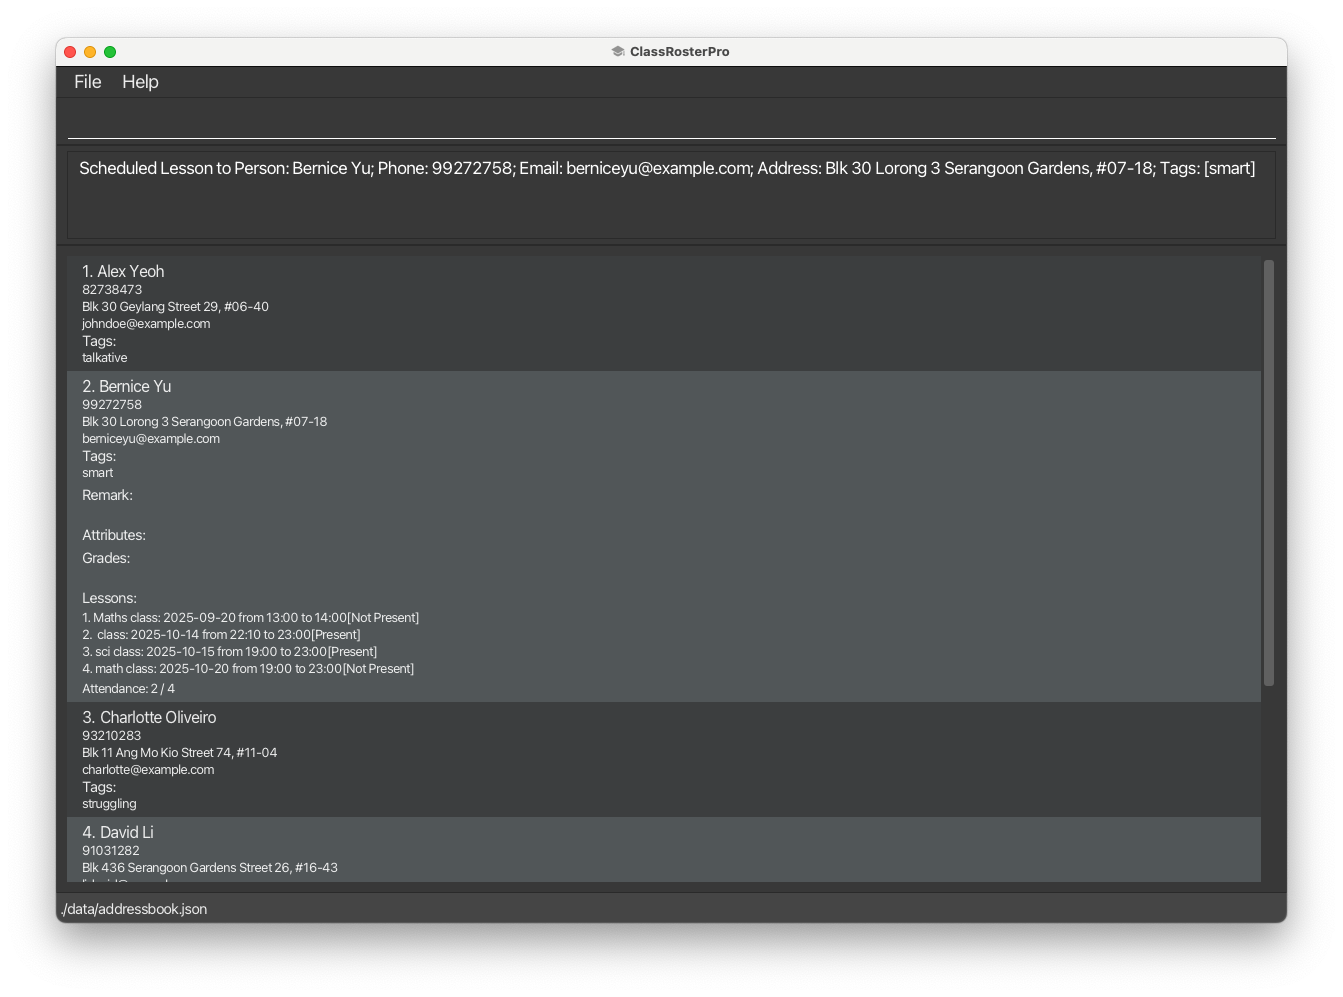 ClassRosterPro
File Help
Scheduled Lesson to Person: Bernice Yu; Phone: 99272758; Email: berniceyu@example.com; Address: Blk 30 Lorong 3 Serangoon Gardens, #07-18; Tags: [smart]
1. Alex Yeoh
82738473
Blk 30 Geylang Street 29, #06-40
johndoe@example.com
Tags:
talkative
2. Bernice Yu
99272758
Blk 30 Lorong 3 Serangoon Gardens, #07-18
berniceyu@example.com
Tags:
smart
Remark:
Attributes:
Grades:
Lessons:
1. Maths class: 2025-09-20 from 13:00 to 14:00[Not Present]
2.  class: 2025-10-14 from 22:10 to 23:00[Present]
3. sci class: 2025-10-15 from 19:00 to 23:00[Present]
4. math class: 2025-10-20 from 19:00 to 23:00[Not Present]
Attendance: 2 / 4
3. Charlotte Oliveiro
93210283
Blk 11 Ang Mo Kio Street 74, #11-04
charlotte@example.com
Tags:
struggling
4. David Li
91031282
Blk 436 Serangoon Gardens Street 26, #16-43
./data/addressbook.json